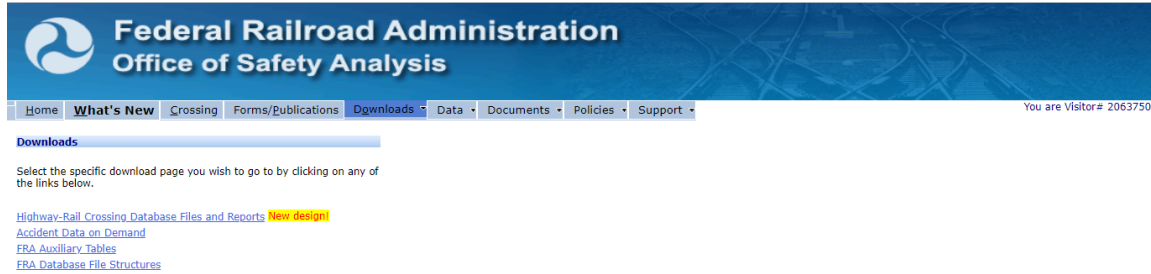 Federal Railroad Administration
Office of Safety Analysis
Home What's New Crossing Forms/Publications Downloads Data Documents Policies Support You are Visitor# 2063750
Downloads
Select the specific download page you wish to go to by clicking on any of
the links below.
Highway-Rail Crossing Database Files and Reports New design!
Accident Data on Demand
FRA Auxiliary Tables
FRA Database File Structures